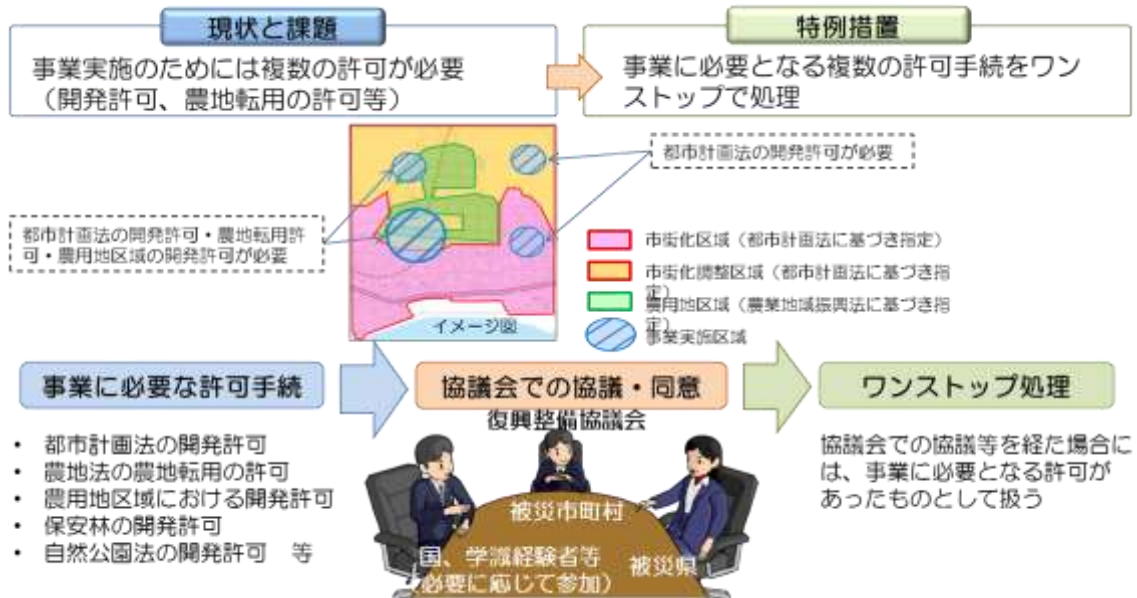 現状と課題
事業実施のためには複数の許可が必要
（開発許可、農地転用の許可等）
特例措置
事業に必要となる複数の許可手続をワン
ストップで処理
都市計画法の開発許可が必要
都市計画法の開発許可・農地転用許
可・農用地区域の開発許可が必要
イメージ図
市街化区域（都市計画法に基づき指定）
市街化調整区域（都市計画法に基づき指
定）
農用地区域（農業地域振興法に基づき指
定）
事業実施区域
事業に必要な許可手続
• 都市計画法の開発許可
• 農地法の農地転用の許可
• 農用地区域における開発許可
• 保安林の開発許可
• 自然公園法の開発許可　等
協議会での協議・同意
復興整備協議会
被災市町村
国、学識経験者等
（必要に応じて参加）
被災県
ワンストップ処理
協議会での協議等を経た場合に
は、事業に必要となる許可が
あったものとして扱う